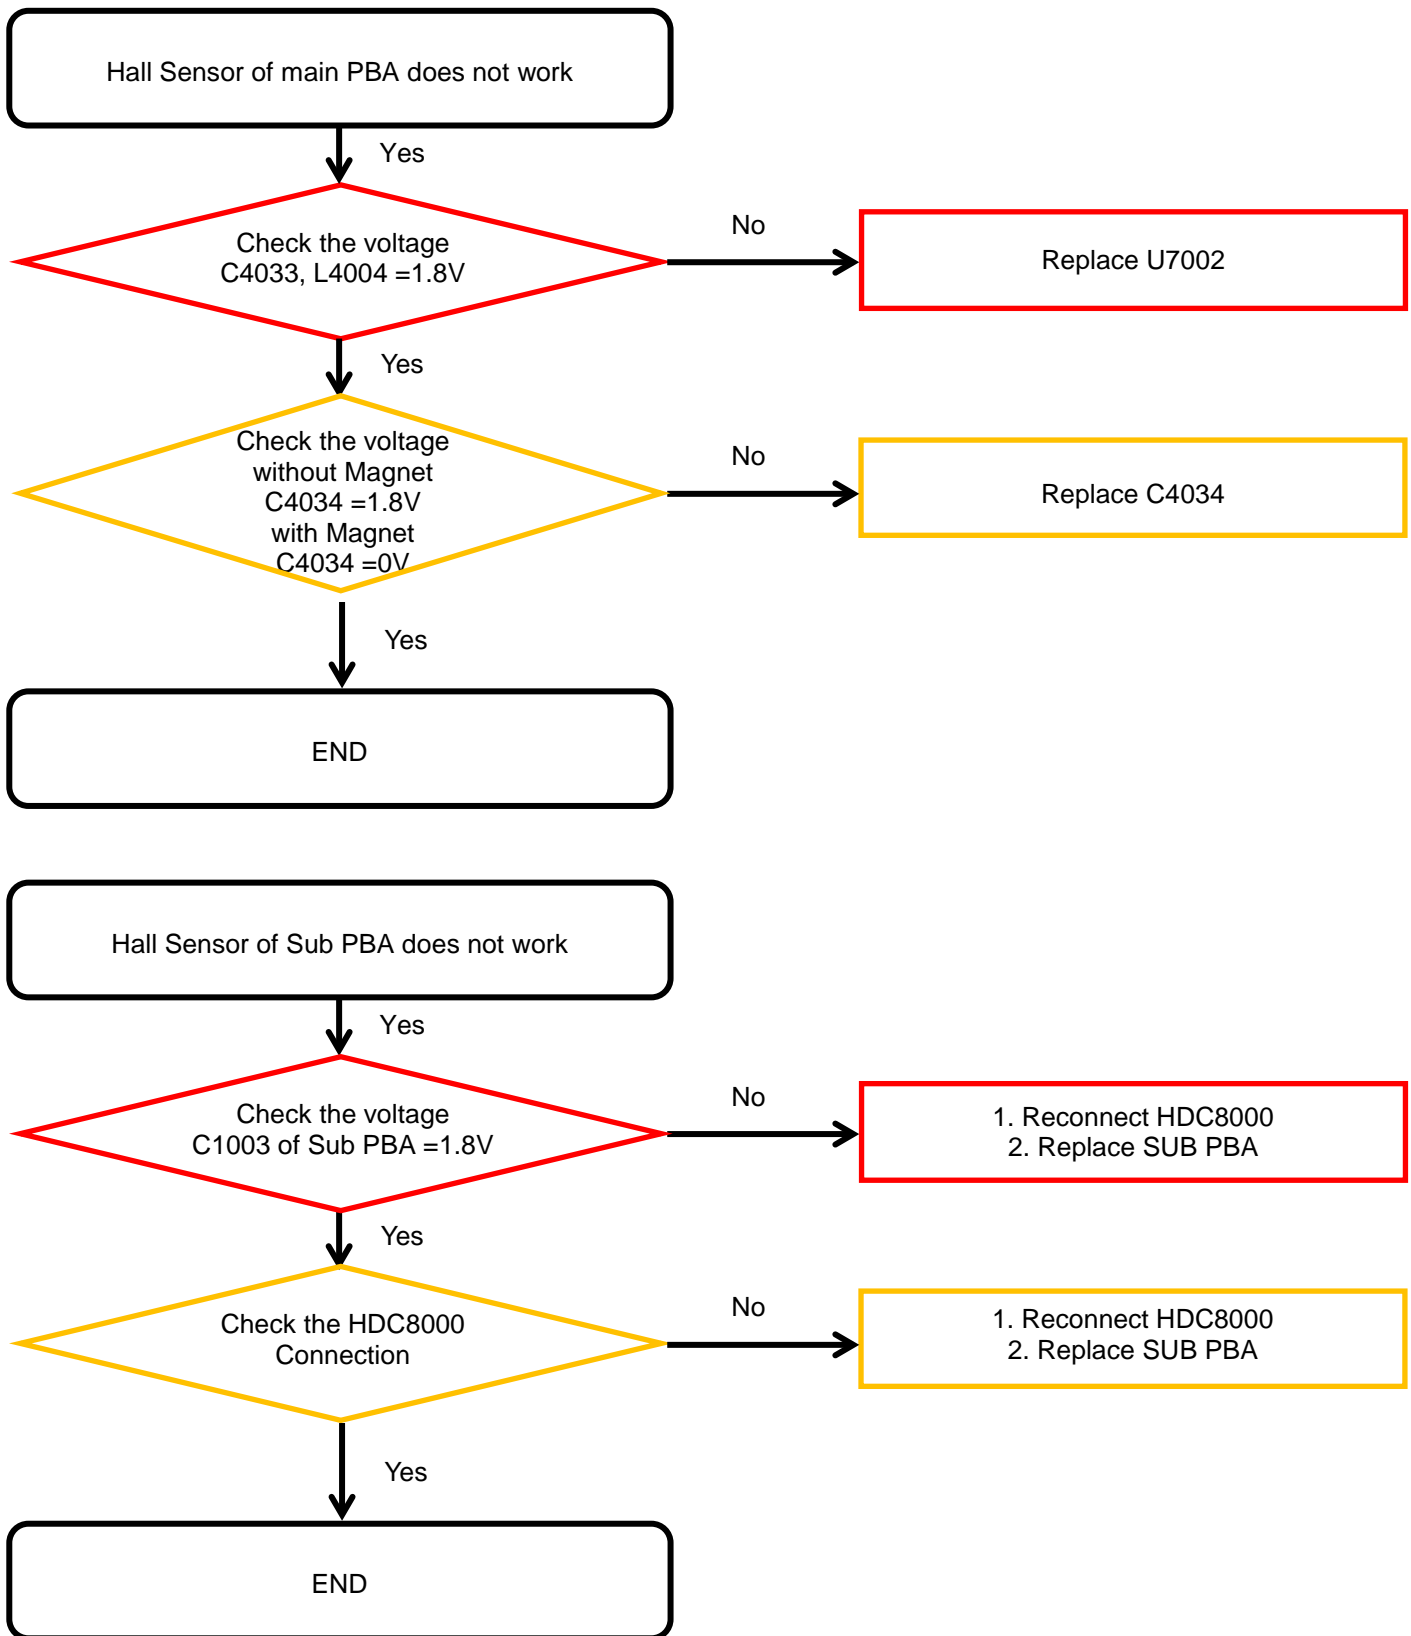 Hall Sensor of main PBA does not work
Yes
Check the voltage
C4033, L4004 =1.8V
No
Replace U7002
Yes
Check the voltage
without Magnet
C4034 =1.8V
with Magnet
C4034 =0V
No
Replace C4034
Yes
END
Hall Sensor of Sub PBA does not work
Yes
Check the voltage
C1003 of Sub PBA =1.8V
No
1. Reconnect HDC8000
2. Replace SUB PBA
Yes
Check the HDC8000
Connection
No
1. Reconnect HDC8000
2. Replace SUB PBA
Yes
END